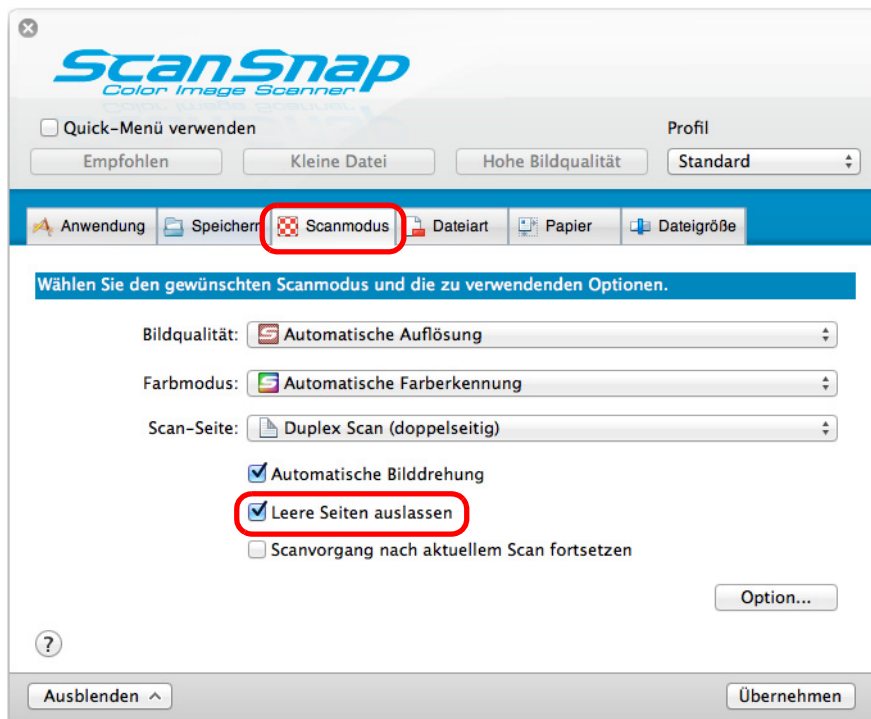 ScanSnap
Color Image Scanner
Quick-Menü verwenden
Profil
Empfohlen Kleine Datei Hohe Bildqualität Standard
Anwendung Speichern Scanmodus Dateiart Papier Dateigröße
Wählen Sie den gewünschten Scanmodus und die zu verwendenden Optionen.
Bildqualität: Automatische Auflösung
Farbmodus: Automatische Farberkennung
Scan-Seite: Duplex Scan (doppelseitig)
Automatische Bilddrehung
Leere Seiten auslassen
Scanvorgang nach aktuellem Scan fortsetzen
Option...
?
Ausblenden Übernehmen